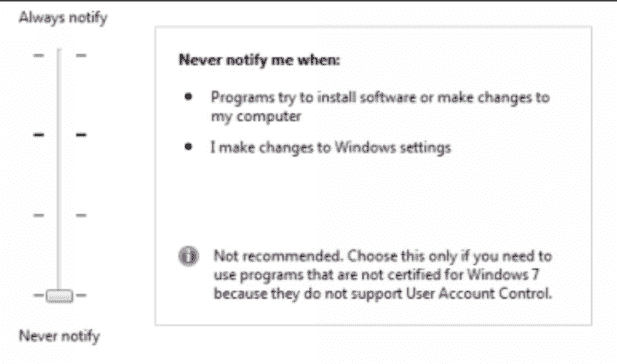 Always notify
Never notify me when:
• Programs try to install software or make changes to
my computer
• I make changes to Windows settings
Not recommended. Choose this only if you need to
use programs that are not certified for Windows 7
because they do not support User Account Control.
Never notify